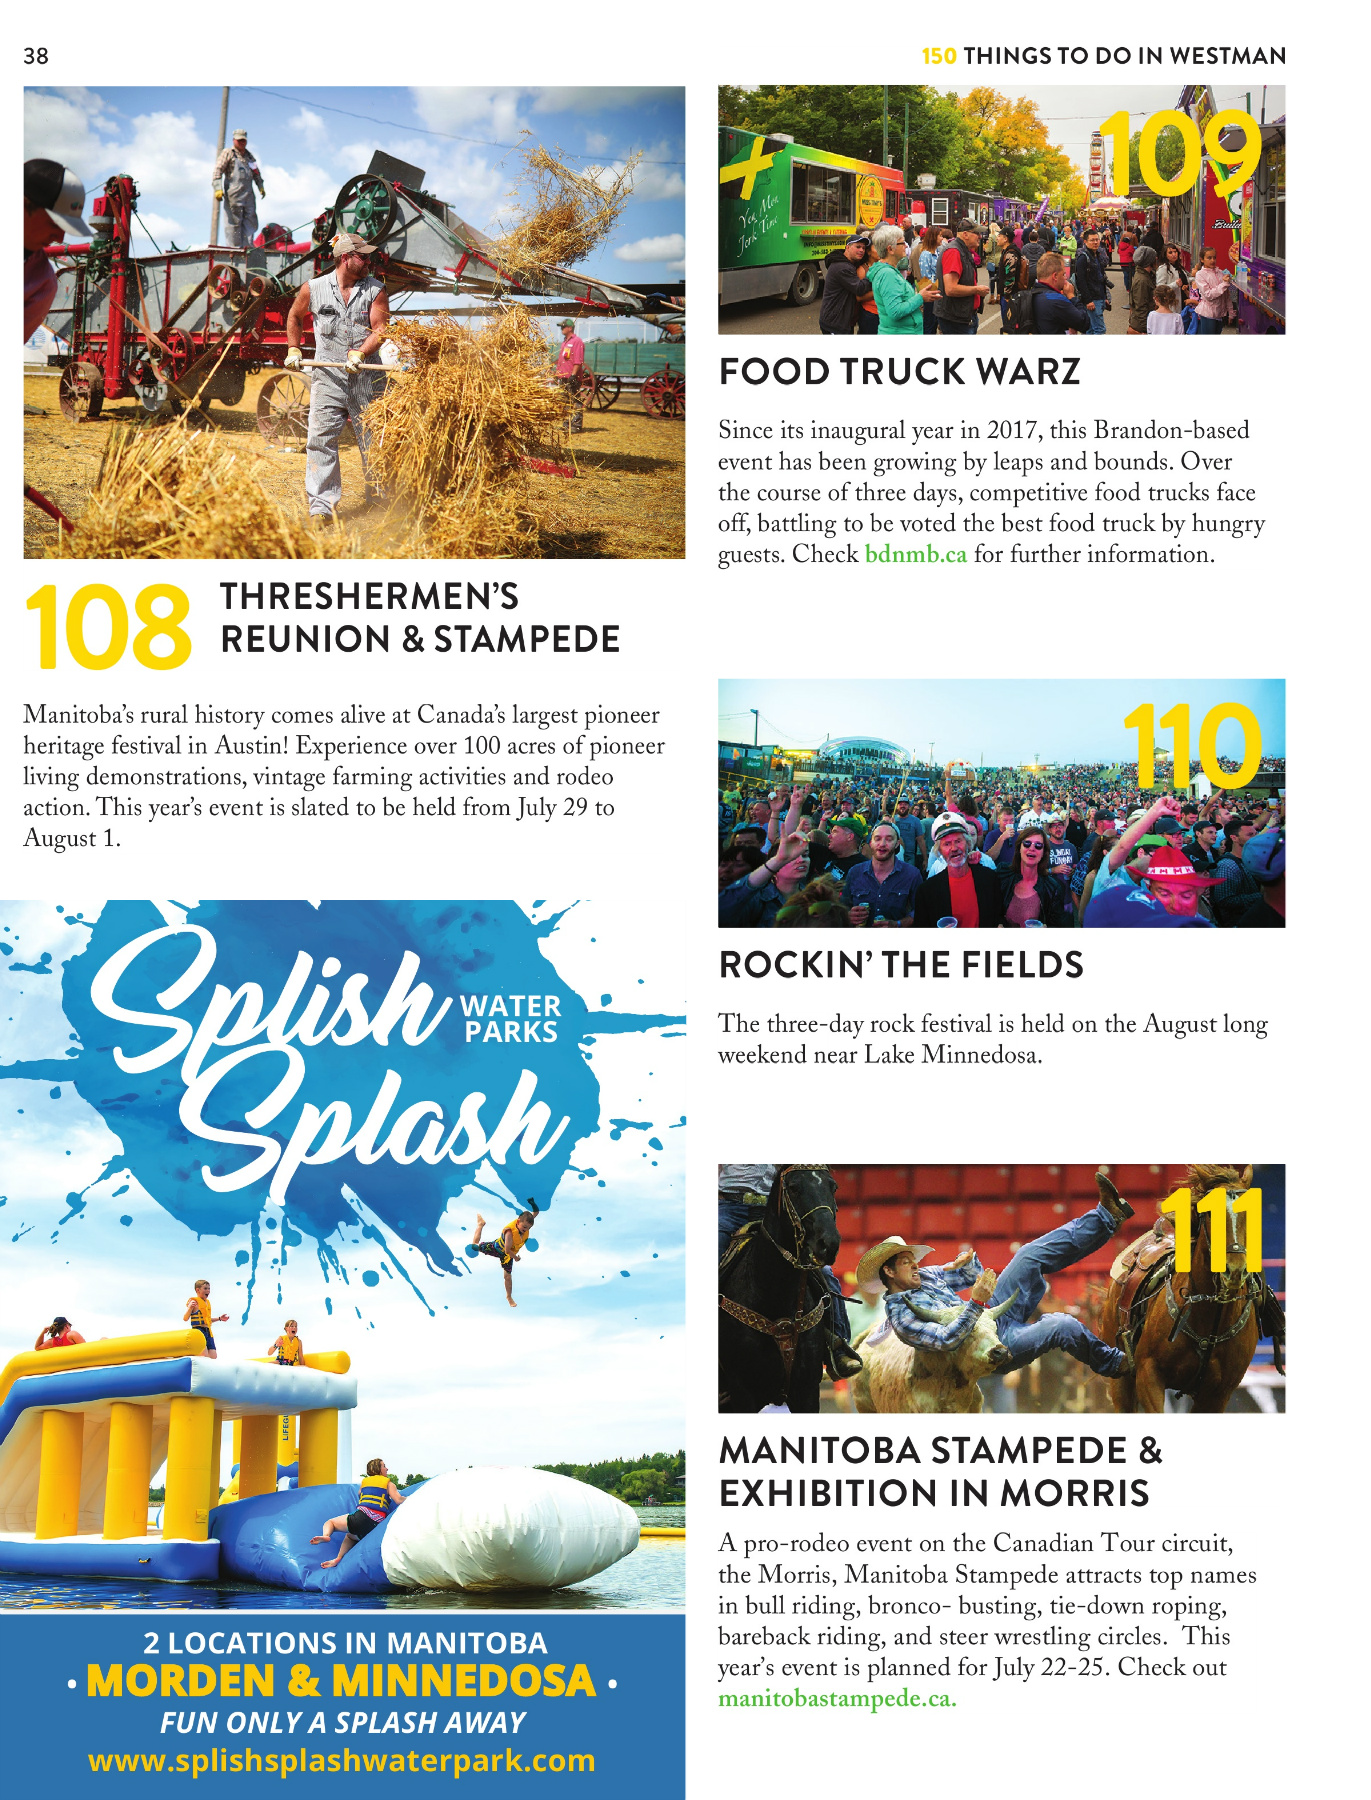 38
150 THINGS TO DO IN WESTMAN
108
THRESHERMEN’S
REUNION & STAMPEDE
Manitoba’s rural history comes alive at Canada’s largest pioneer
heritage festival in Austin! Experience over 100 acres of pioneer
living demonstrations, vintage farming activities and rodeo
action. This year’s event is slated to be held from July 29 to
August 1.
Splish
WATER
PARKS
Splash
2 LOCATIONS IN MANITOBA
• MORDEN & MINNEDOSA •
FUN ONLY A SPLASH AWAY
www.splishsplashwaterpark.com
109
Yea Mon
Jerk Time
FOOD TRUCK WARZ
Since its inaugural year in 2017, this Brandon-based
event has been growing by leaps and bounds. Over
the course of three days, competitive food trucks face
off, battling to be voted the best food truck by hungry
guests. Check bdnmb.ca for further information.
110
SUNDAY
FUNDAY
ROCKIN’ THE FIELDS
The three-day rock festival is held on the August long
weekend near Lake Minnedosa.
111
MANITOBA STAMPEDE &
EXHIBITION IN MORRIS
A pro-rodeo event on the Canadian Tour circuit,
the Morris, Manitoba Stampede attracts top names
in bull riding, bronco- busting, tie-down roping,
bareback riding, and steer wrestling circles.  This
year’s event is planned for July 22-25. Check out
manitobastampede.ca.